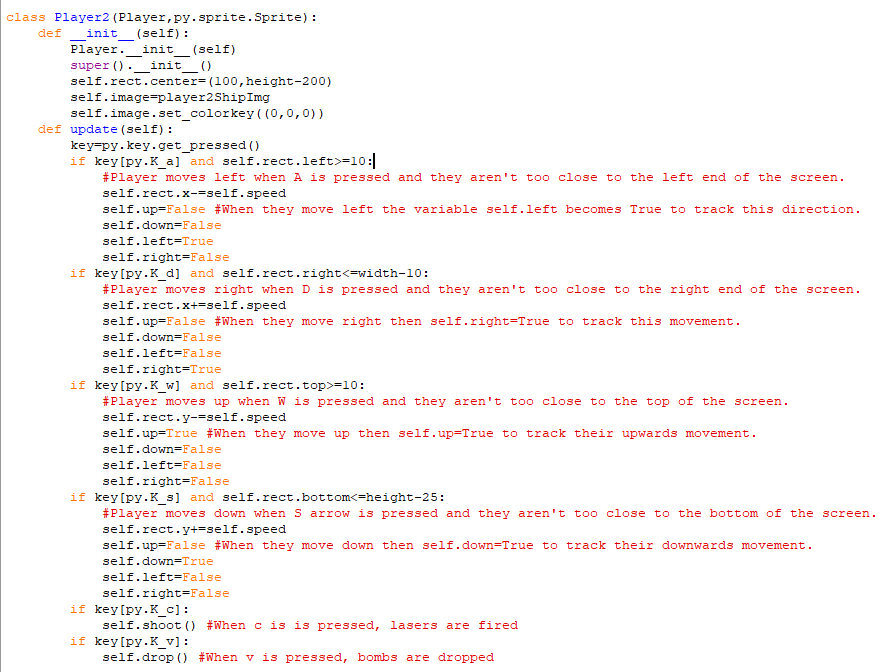 class Player2(Player,py.sprite.Sprite):
    def __init__(self):
        Player.__init__(self)
        super().__init__()
        self.rect.center=(100,height-200)
        self.image=player2ShipImg
        self.image.set_colorkey((0,0,0))
    def update(self):
        key=py.key.get_pressed()
        if key[py.K_a] and self.rect.left>=10:
            #Player moves left when A is pressed and they aren't too close to the left end of the screen.
            self.rect.x-=self.speed
            self.up=False #When they move left the variable self.left becomes True to track this direction.
            self.down=False
            self.left=True
            self.right=False
        if key[py.K_d] and self.rect.right<=width-10:
            #Player moves right when D is pressed and they aren't too close to the right end of the screen.
            self.rect.x+=self.speed
            self.up=False #When they move right then self.right=True to track this movement.
            self.down=False
            self.left=False
            self.right=True
        if key[py.K_w] and self.rect.top>=10:
            #Player moves up when W is pressed and they aren't too close to the top of the screen.
            self.rect.y-=self.speed
            self.up=True #When they move up then self.up=True to track their upwards movement.
            self.down=False
            self.left=False
            self.right=False
        if key[py.K_s] and self.rect.bottom<=height-25:
            #Player moves down when S arrow is pressed and they aren't too close to the bottom of the screen.
            self.rect.y+=self.speed
            self.up=False #When they move down then self.down=True to track their downwards movement.
            self.down=True
            self.left=False
            self.right=False
        if key[py.K_c]:
            self.shoot() #When c is is pressed, lasers are fired
        if key[py.K_v]:
            self.drop() #When v is pressed, bombs are dropped